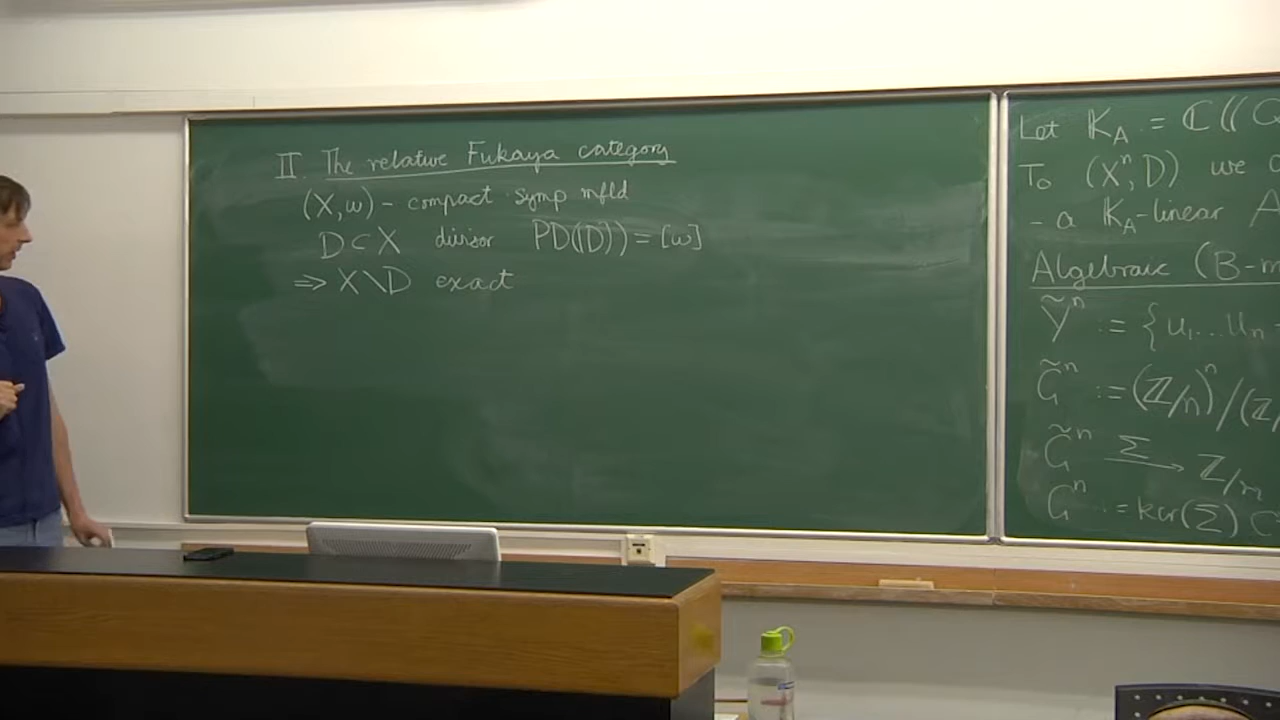 II. The relative Fukaya category
(X, ω) - compact symp mfld
D ⊂ X divisor PD([D]) = [ω]
⇒ X \ D exact
Let K_A := ℂ((
To (X^n, D) we
- a K_A-linear A
Algebraic (B-m
Ỹ^n := { u_1 ... u_n
G̃^n := (ℤ/n)^n / (ℤ/
G̃^n \xrightarrow{Σ} ℤ/n
G^n := ker(Σ)